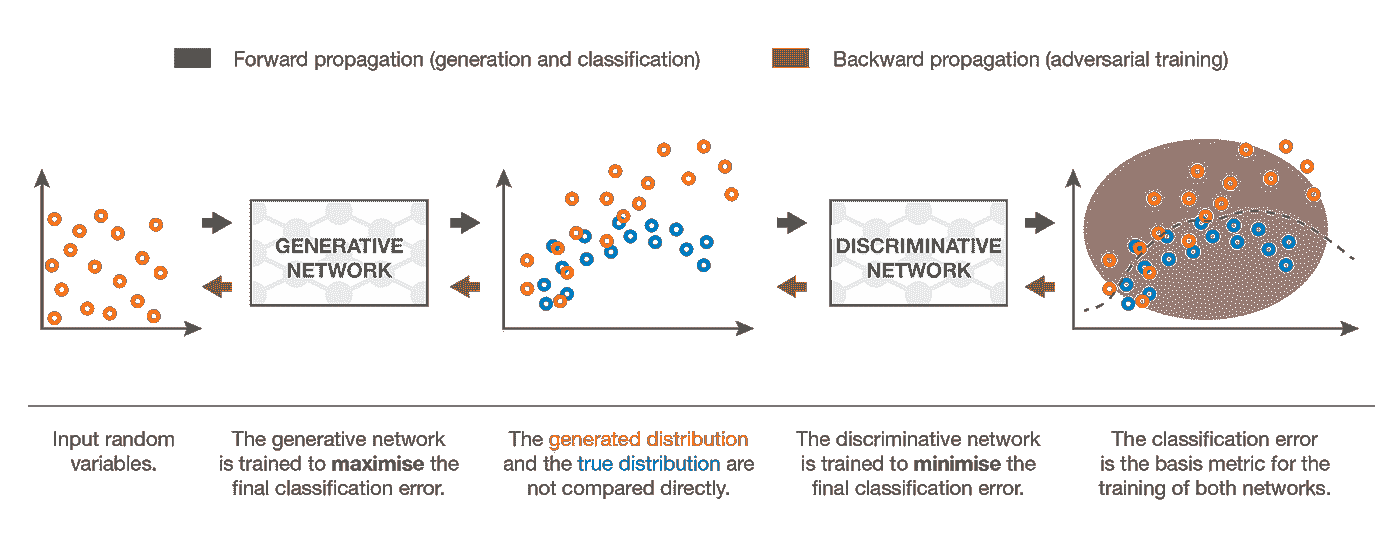 Forward propagation (generation and classification)
Backward propagation (adversarial training)
GENERATIVE
NETWORK
DISCRIMINATIVE
NETWORK
Input random
variables.
The generative network
is trained to maximise the
final classification error.
The generated distribution
and the true distribution are
not compared directly.
The discriminative network
is trained to minimise the
final classification error.
The classification error
is the basis metric for the
training of both networks.